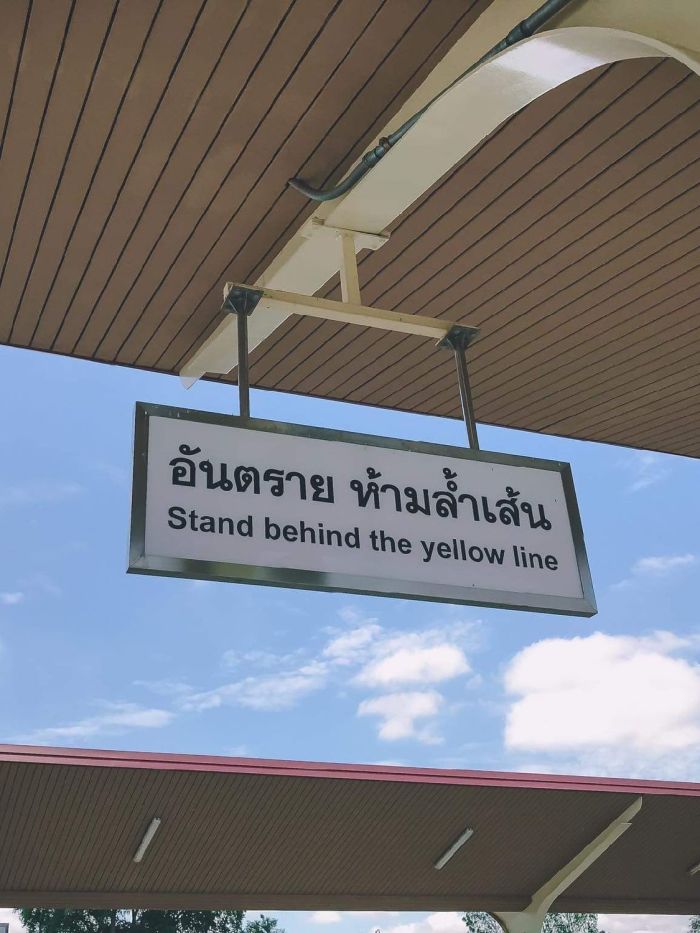 อันตราย ห้ามล้ำเส้น
Stand behind the yellow line